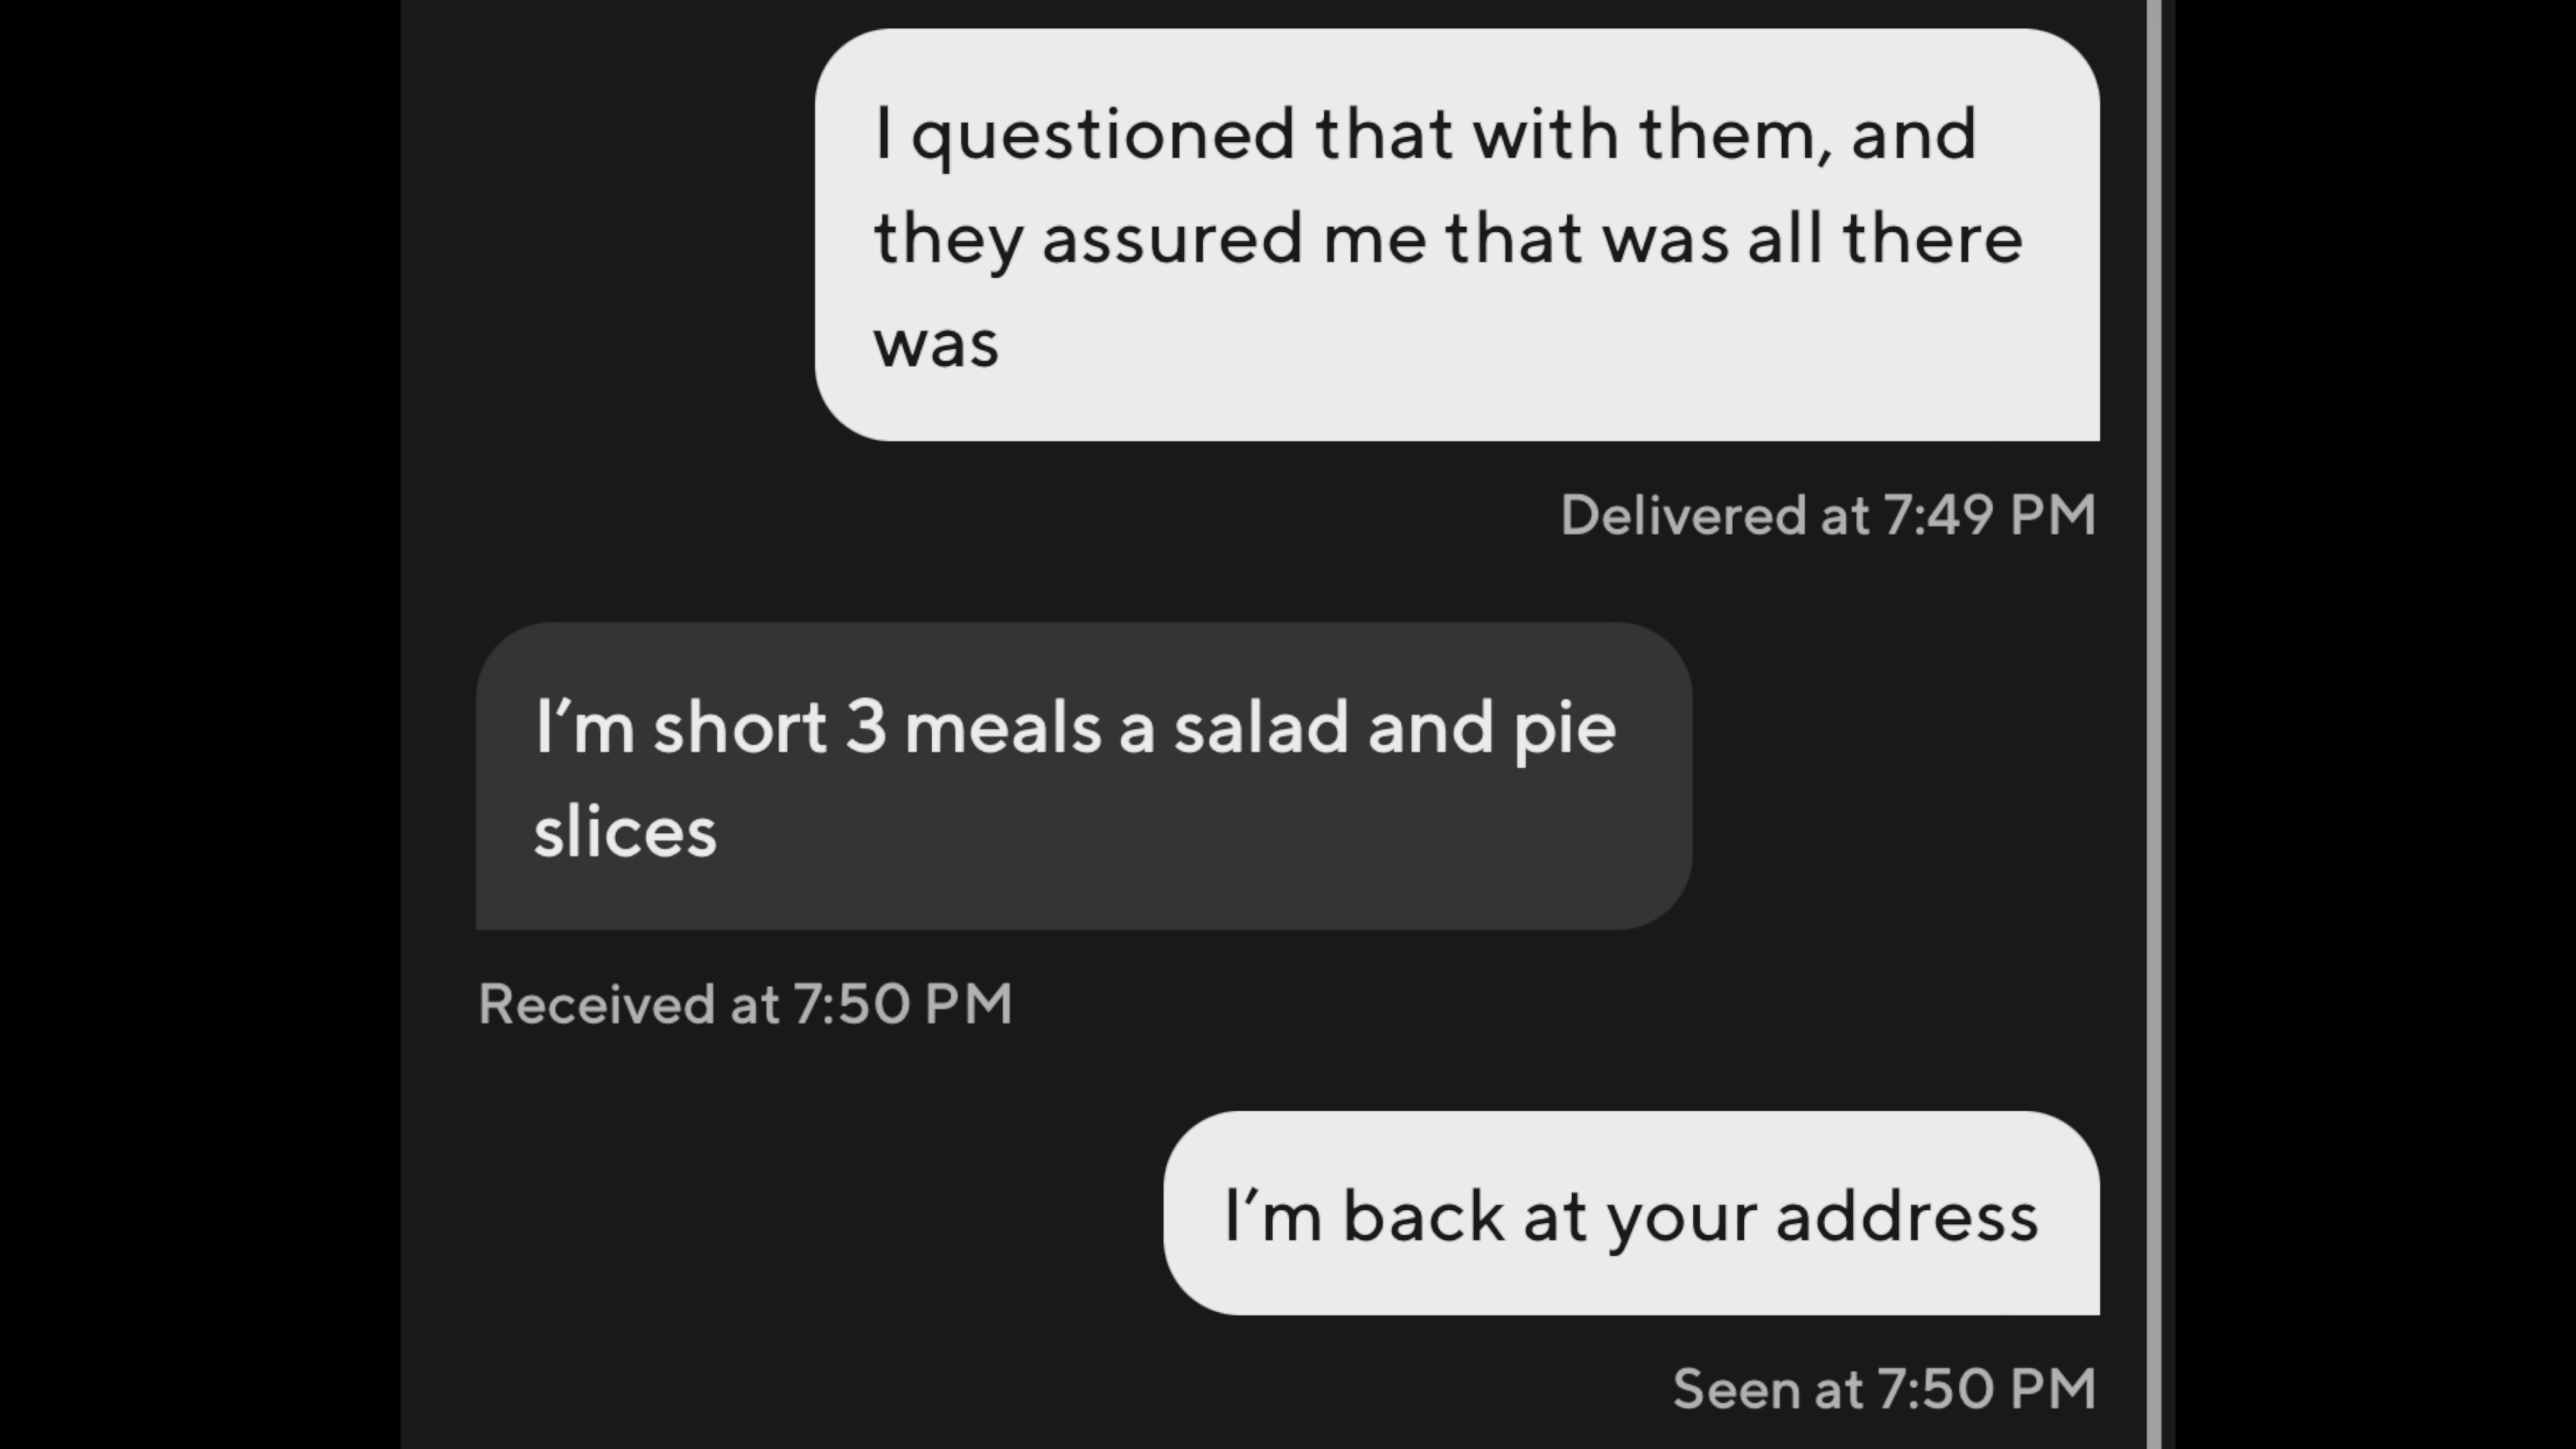 I questioned that with them, and
they assured me that was all there
was
Delivered at 7:49 PM
I’m short 3 meals a salad and pie
slices
Received at 7:50 PM
I’m back at your address
Seen at 7:50 PM